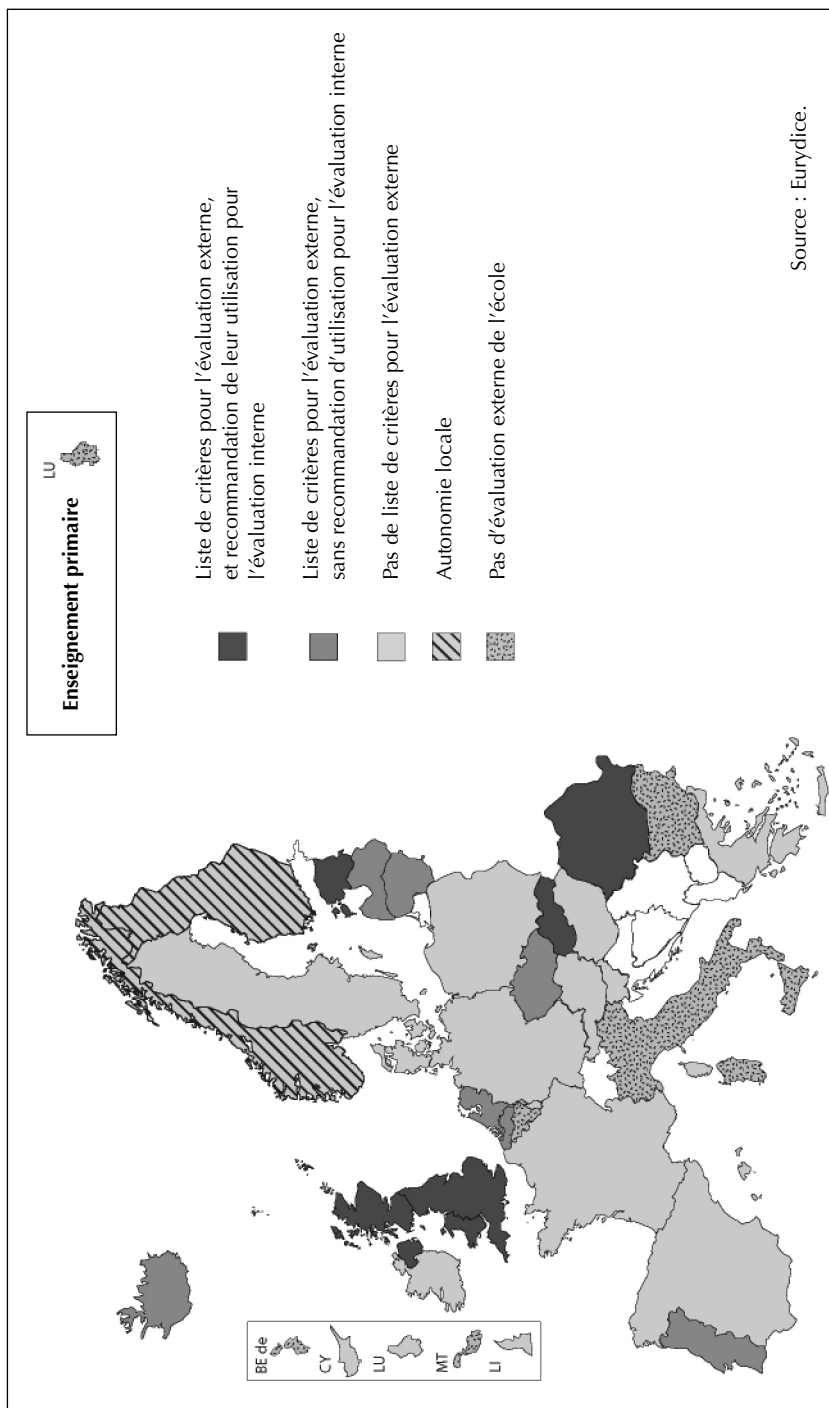 Enseignement primaire
LU
Liste de critères pour l'évaluation externe,
et recommandation de leur utilisation pour
l'évaluation interne
Liste de critères pour l'évaluation externe,
sans recommandation d'utilisation pour l'évaluation interne
Pas de liste de critères pour l'évaluation externe
Autonomie locale
Pas d'évaluation externe de l'école
BE de
CY
LU
MT
LI
Source : Eurydice.